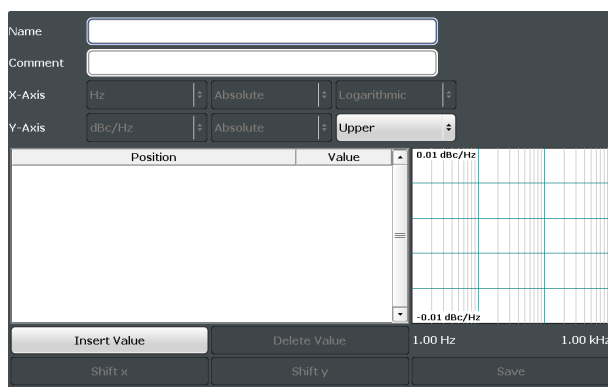 Name
Comment
X-Axis Hz Absolute Logarithmic
Y-Axis dBc/Hz Absolute Upper
Position Value 0.01 dBc/Hz
-0.01 dBc/Hz
Insert Value Delete Value 1.00 Hz 1.00 kHz
Shift x Shift y Save